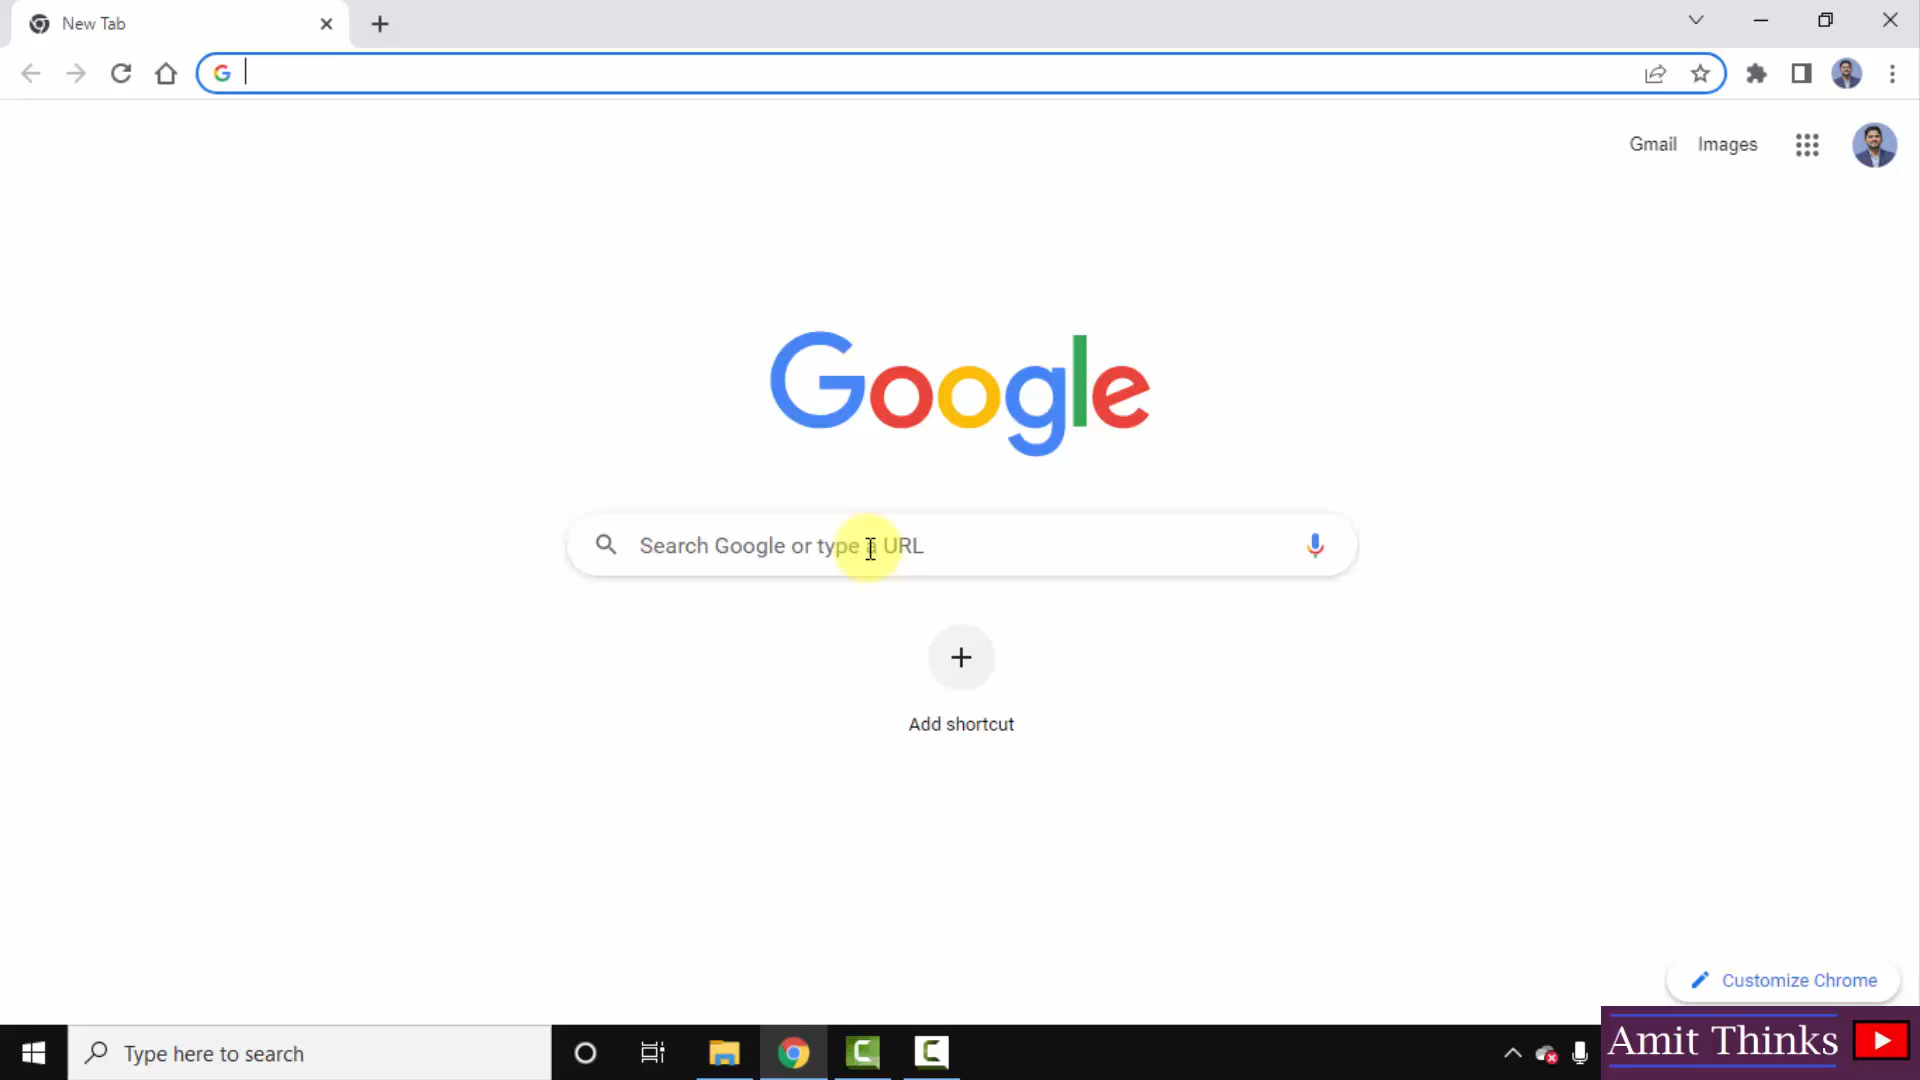 New Tab
Gmail Images
Google
Search Google or type a URL
Add shortcut
Customize Chrome
Type here to search
Amit Thinks